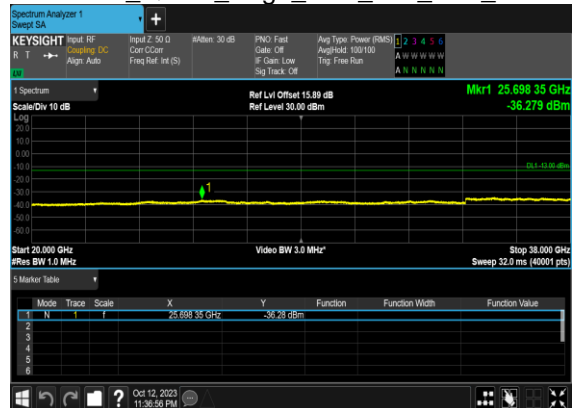 Spectrum Analyzer 1
Swept SA
KEYSIGHT Input: RF Input Z: 50 Ω #Atten: 30 dB PNO: Fast Avg Type: Power (RMS) 1 2 3 4 5 6
R T Coupling: DC Corr CCorr Gate: Off Avg|Hold: 100/100 A W W W W W
Align: Auto Freq Ref: Int (S) IF Gain: Low Trig: Free Run
LW Sig Track: Off A N N N N N
1 Spectrum Ref Lvl Offset 15.89 dB Mkr1 25.698 35 GHz
Scale/Div 10 dB Ref Level 30.00 dBm -36.279 dBm
Log
20.0
10.0
0.00
-10.0 DL1 -13.00 dBm
-20.0
-30.0 1
-40.0
-50.0
-60.0
Start 20.000 GHz Video BW 3.0 MHz* Stop 38.000 GHz
#Res BW 1.0 MHz Sweep 32.0 ms (40001 pts)
5 Marker Table
Mode Trace Scale X Y Function Function Width Function Value
1 N 1 f 25.698 35 GHz -36.28 dBm
2
3
4
5
6
? Oct 12, 2023
11:36:56 PM